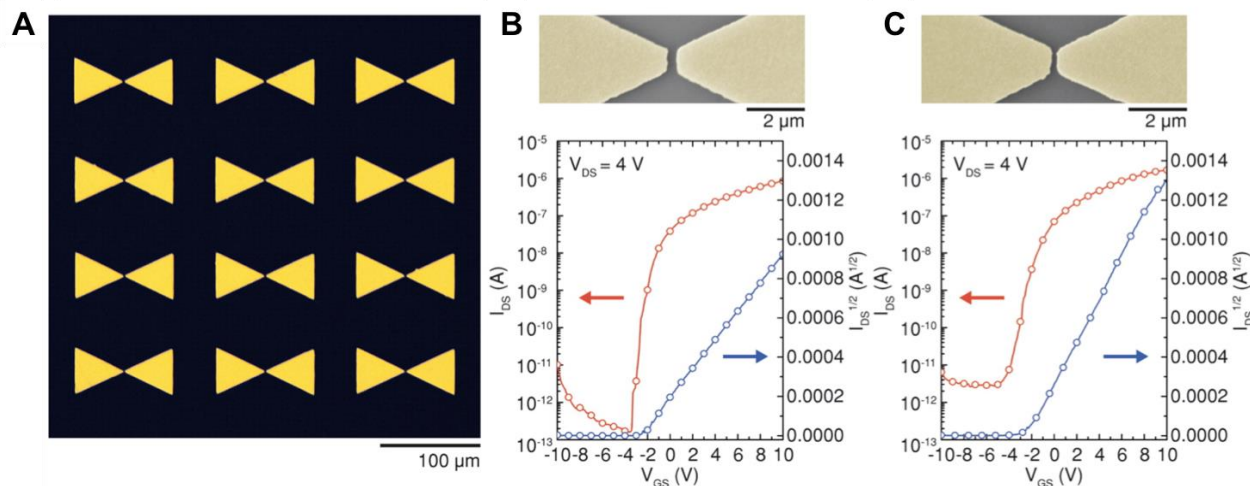 A
100 µm
B
2 µm
V_DS = 4 V
I_DS (A)
10^-5
10^-6
10^-7
10^-8
10^-9
10^-10
10^-11
10^-12
10^-13
-10 -8 -6 -4 -2 0 2 4 6 8 10
V_GS (V)
0.0014
0.0012
0.0010
0.0008
0.0006
0.0004
0.0002
0.0000
I_DS^1/2 (A^1/2)
C
2 µm
V_DS = 4 V
I_DS (A)
10^-5
10^-6
10^-7
10^-8
10^-9
10^-10
10^-11
10^-12
10^-13
-10 -8 -6 -4 -2 0 2 4 6 8 10
V_GS (V)
0.0014
0.0012
0.0010
0.0008
0.0006
0.0004
0.0002
0.0000
I_DS^1/2 (A^1/2)